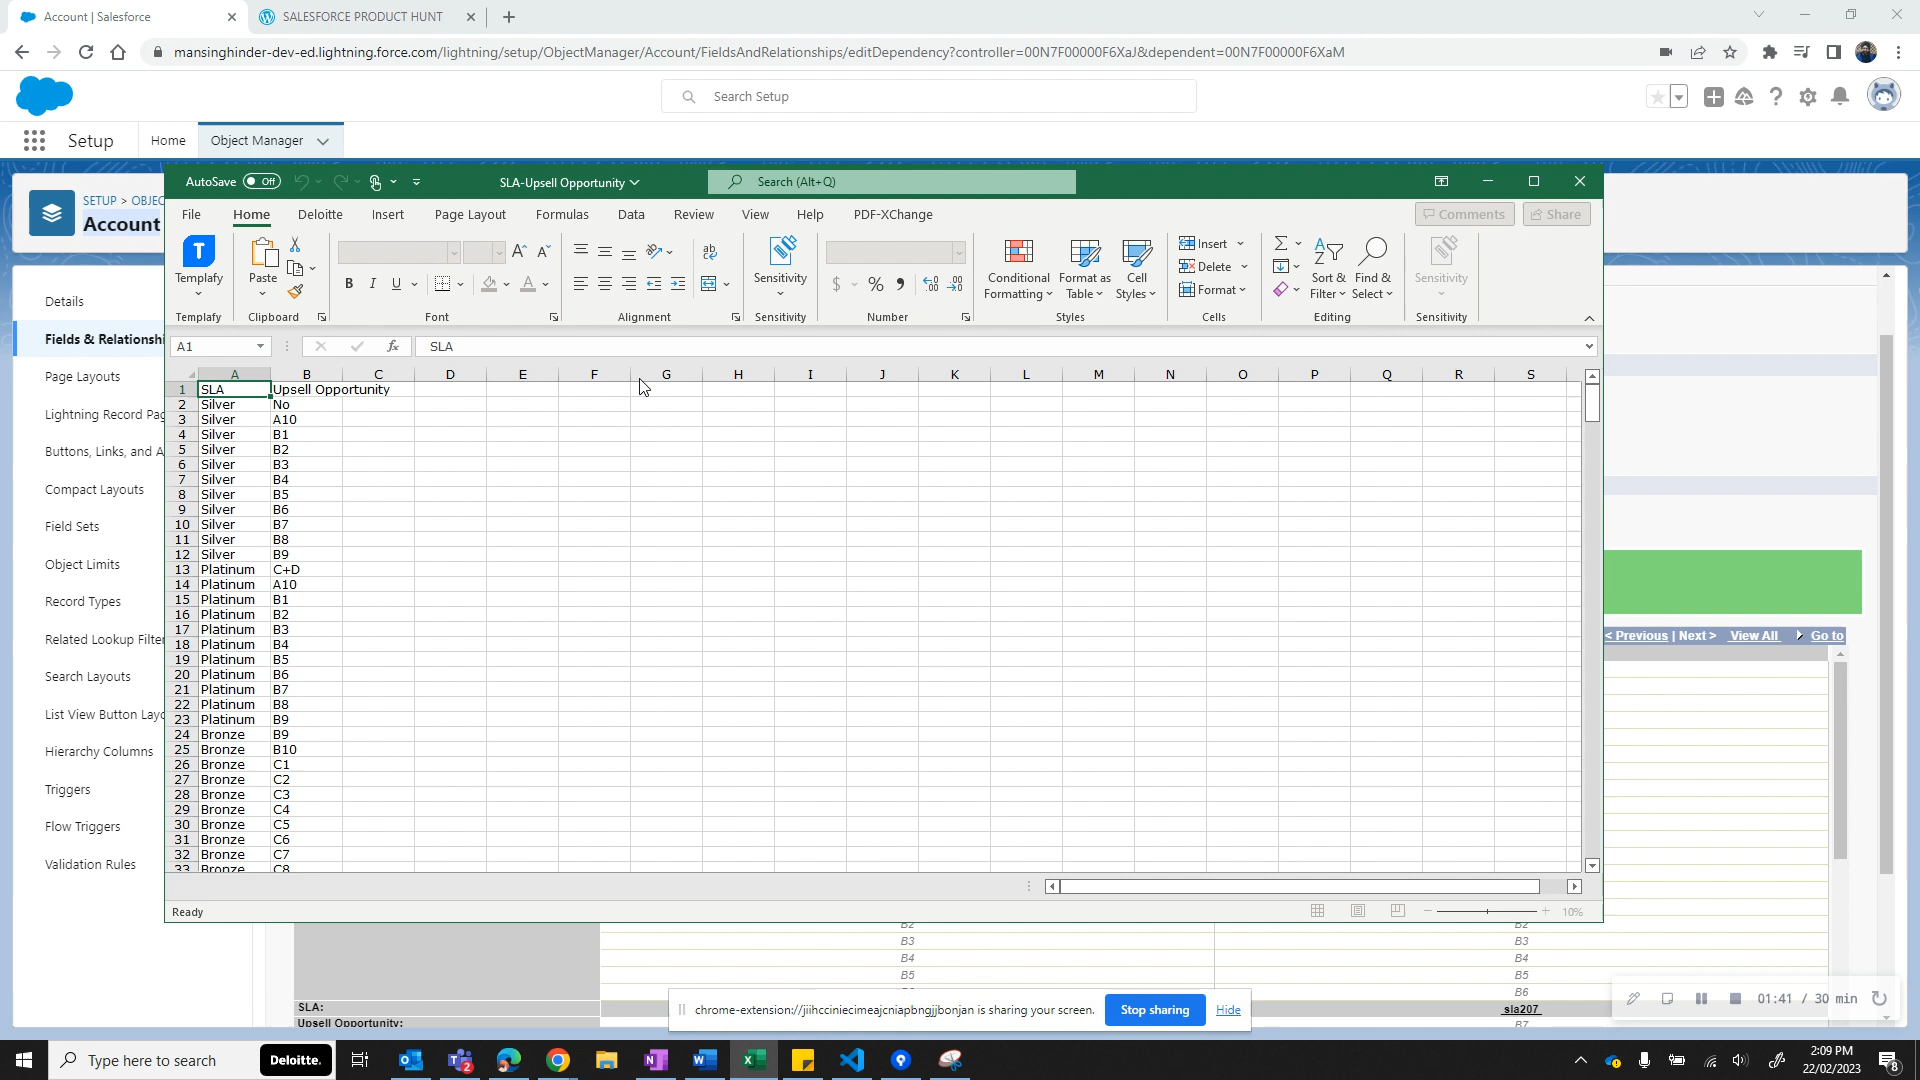 Account | Salesforce
SALESFORCE PRODUCT HUNT
mansinghinder-dev-ed.lightning.force.com/lightning/setup/ObjectManager/Account/FieldsAndRelationships/editDependency?controller=00N7F00000F6XaJ&dependent=00N7F00000F6XaM
Search Setup
Setup
Home
Object Manager
AutoSave Off
SLA-Upsell Opportunity
Search (Alt+Q)
SETUP > OBJEC
Account
File Home Deloitte Insert Page Layout Formulas Data Review View Help PDF-XChange
Comments Share
Templafy
Paste
B I U
Sensitivity
$ % ,
Conditional Formatting
Format as Table
Cell Styles
Insert
Delete
Format
Sort & Filter
Find & Select
Sensitivity
Templafy Clipboard Font Alignment Sensitivity Number Styles Cells Editing Sensitivity
A1
fx
SLA
A B C D E F G H I J K L M N O P Q R S
1 SLA Upsell Opportunity
2 Silver No
3 Silver A10
4 Silver B1
5 Silver B2
6 Silver B3
7 Silver B4
8 Silver B5
9 Silver B6
10 Silver B7
11 Silver B8
12 Silver B9
13 Platinum C+D
14 Platinum A10
15 Platinum B1
16 Platinum B2
17 Platinum B3
18 Platinum B4
19 Platinum B5
20 Platinum B6
21 Platinum B7
22 Platinum B8
23 Platinum B9
24 Bronze B9
25 Bronze B10
26 Bronze C1
27 Bronze C2
28 Bronze C3
29 Bronze C4
30 Bronze C5
31 Bronze C6
32 Bronze C7
33 Bronze C8
Ready
10%
Details
Fields & Relationshi
Page Layouts
Lightning Record Pag
Buttons, Links, and A
Compact Layouts
Field Sets
Object Limits
Record Types
Related Lookup Filter
Search Layouts
List View Button Layo
Hierarchy Columns
Triggers
Flow Triggers
Validation Rules
< Previous | Next > View All Go to
B2 B2
B3 B3
B4 B4
B5 B5
B6
SLA: sla207
Upsell Opportunity: B7
chrome-extension://jiihcciniecimeajcniapbngjjbonjan is sharing your screen.
Stop sharing
Hide
01:41 / 30 min
Type here to search
Deloitte.
2
2:09 PM
22/02/2023
8